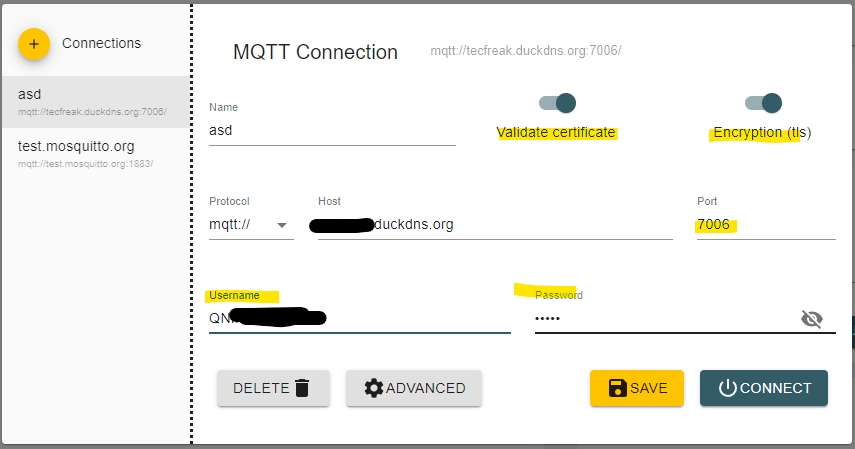 Connections
MQTT Connection
mqtt://tecfreak.duckdns.org:7006/
asd
mqtt://tecfreak.duckdns.org:7006/
test.mosquitto.org
mqtt://test.mosquitto.org:1883/
Name
asd
Validate certificate
Encryption (tls)
Protocol
mqtt://
Host
duckdns.org
Port
7006
Username
QN
Password
•••••
DELETE
ADVANCED
SAVE
CONNECT